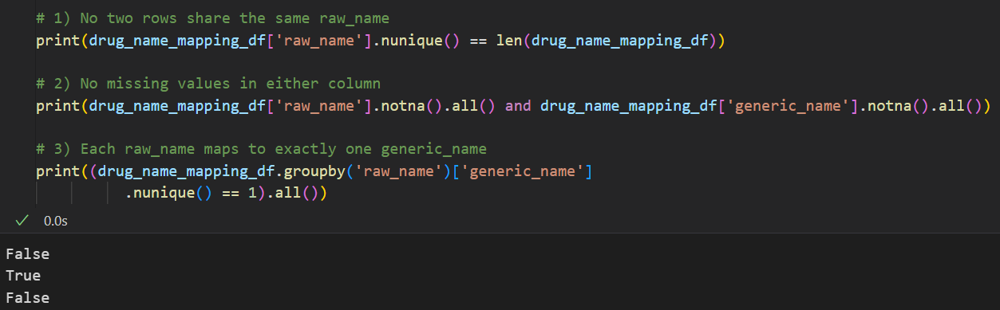 # 1) No two rows share the same raw_name
print(drug_name_mapping_df['raw_name'].nunique() == len(drug_name_mapping_df))
# 2) No missing values in either column
print(drug_name_mapping_df['raw_name'].notna().all() and drug_name_mapping_df['generic_name'].notna().all())
# 3) Each raw_name maps to exactly one generic_name
print((drug_name_mapping_df.groupby('raw_name')['generic_name']
.nunique() == 1).all())
0.0s
False
True
False